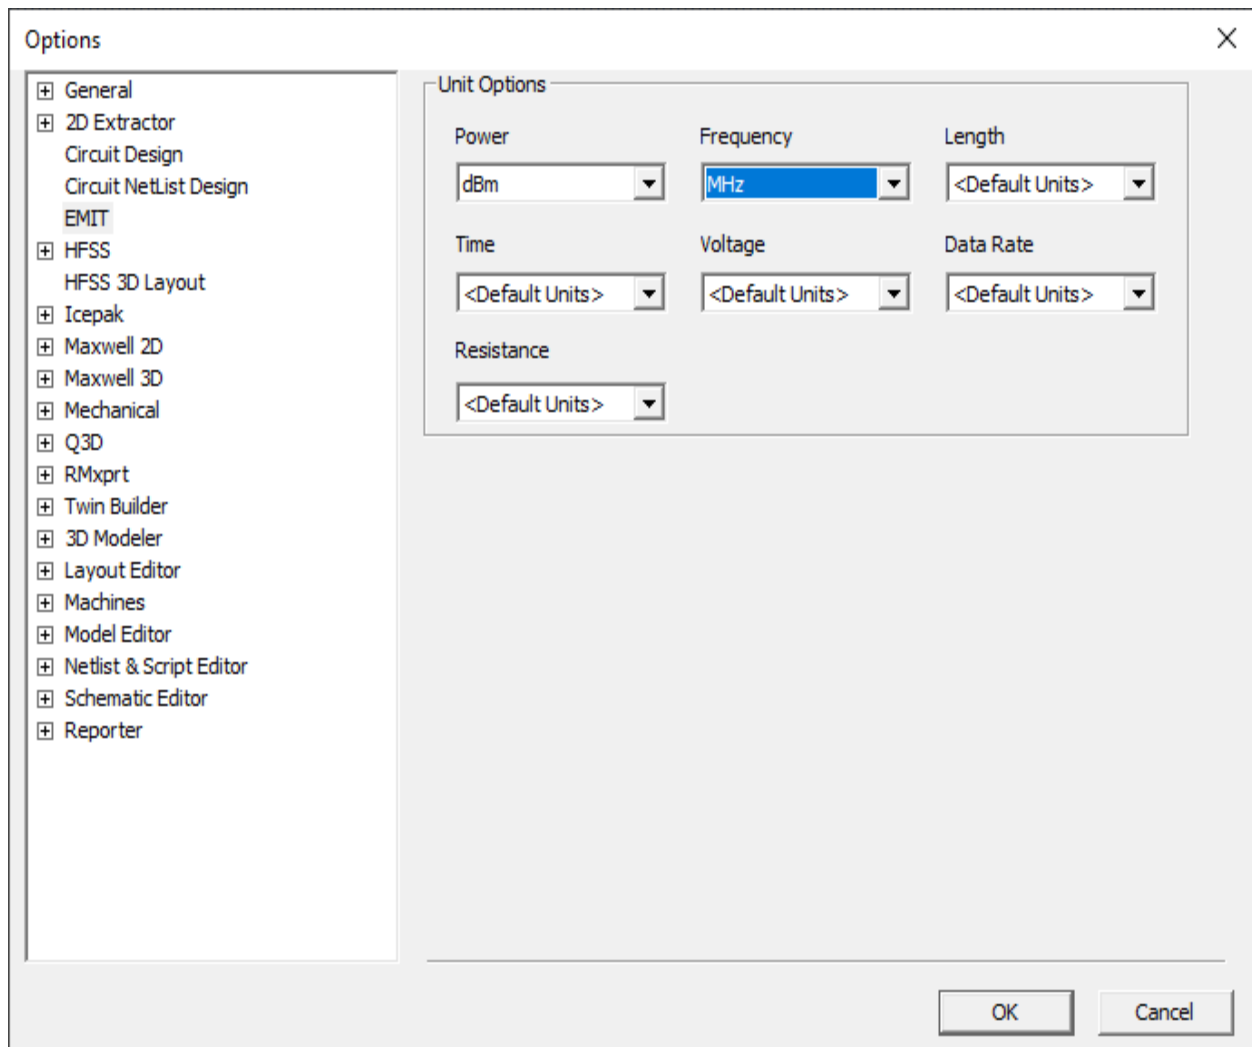 Options
General
2D Extractor
Circuit Design
Circuit NetList Design
EMIT
HFSS
HFSS 3D Layout
Icepak
Maxwell 2D
Maxwell 3D
Mechanical
Q3D
RMxprt
Twin Builder
3D Modeler
Layout Editor
Machines
Model Editor
Netlist & Script Editor
Schematic Editor
Reporter
Unit Options
Power Frequency Length
dBm MHz <Default Units>
Time Voltage Data Rate
<Default Units> <Default Units> <Default Units>
Resistance
<Default Units>
OK Cancel